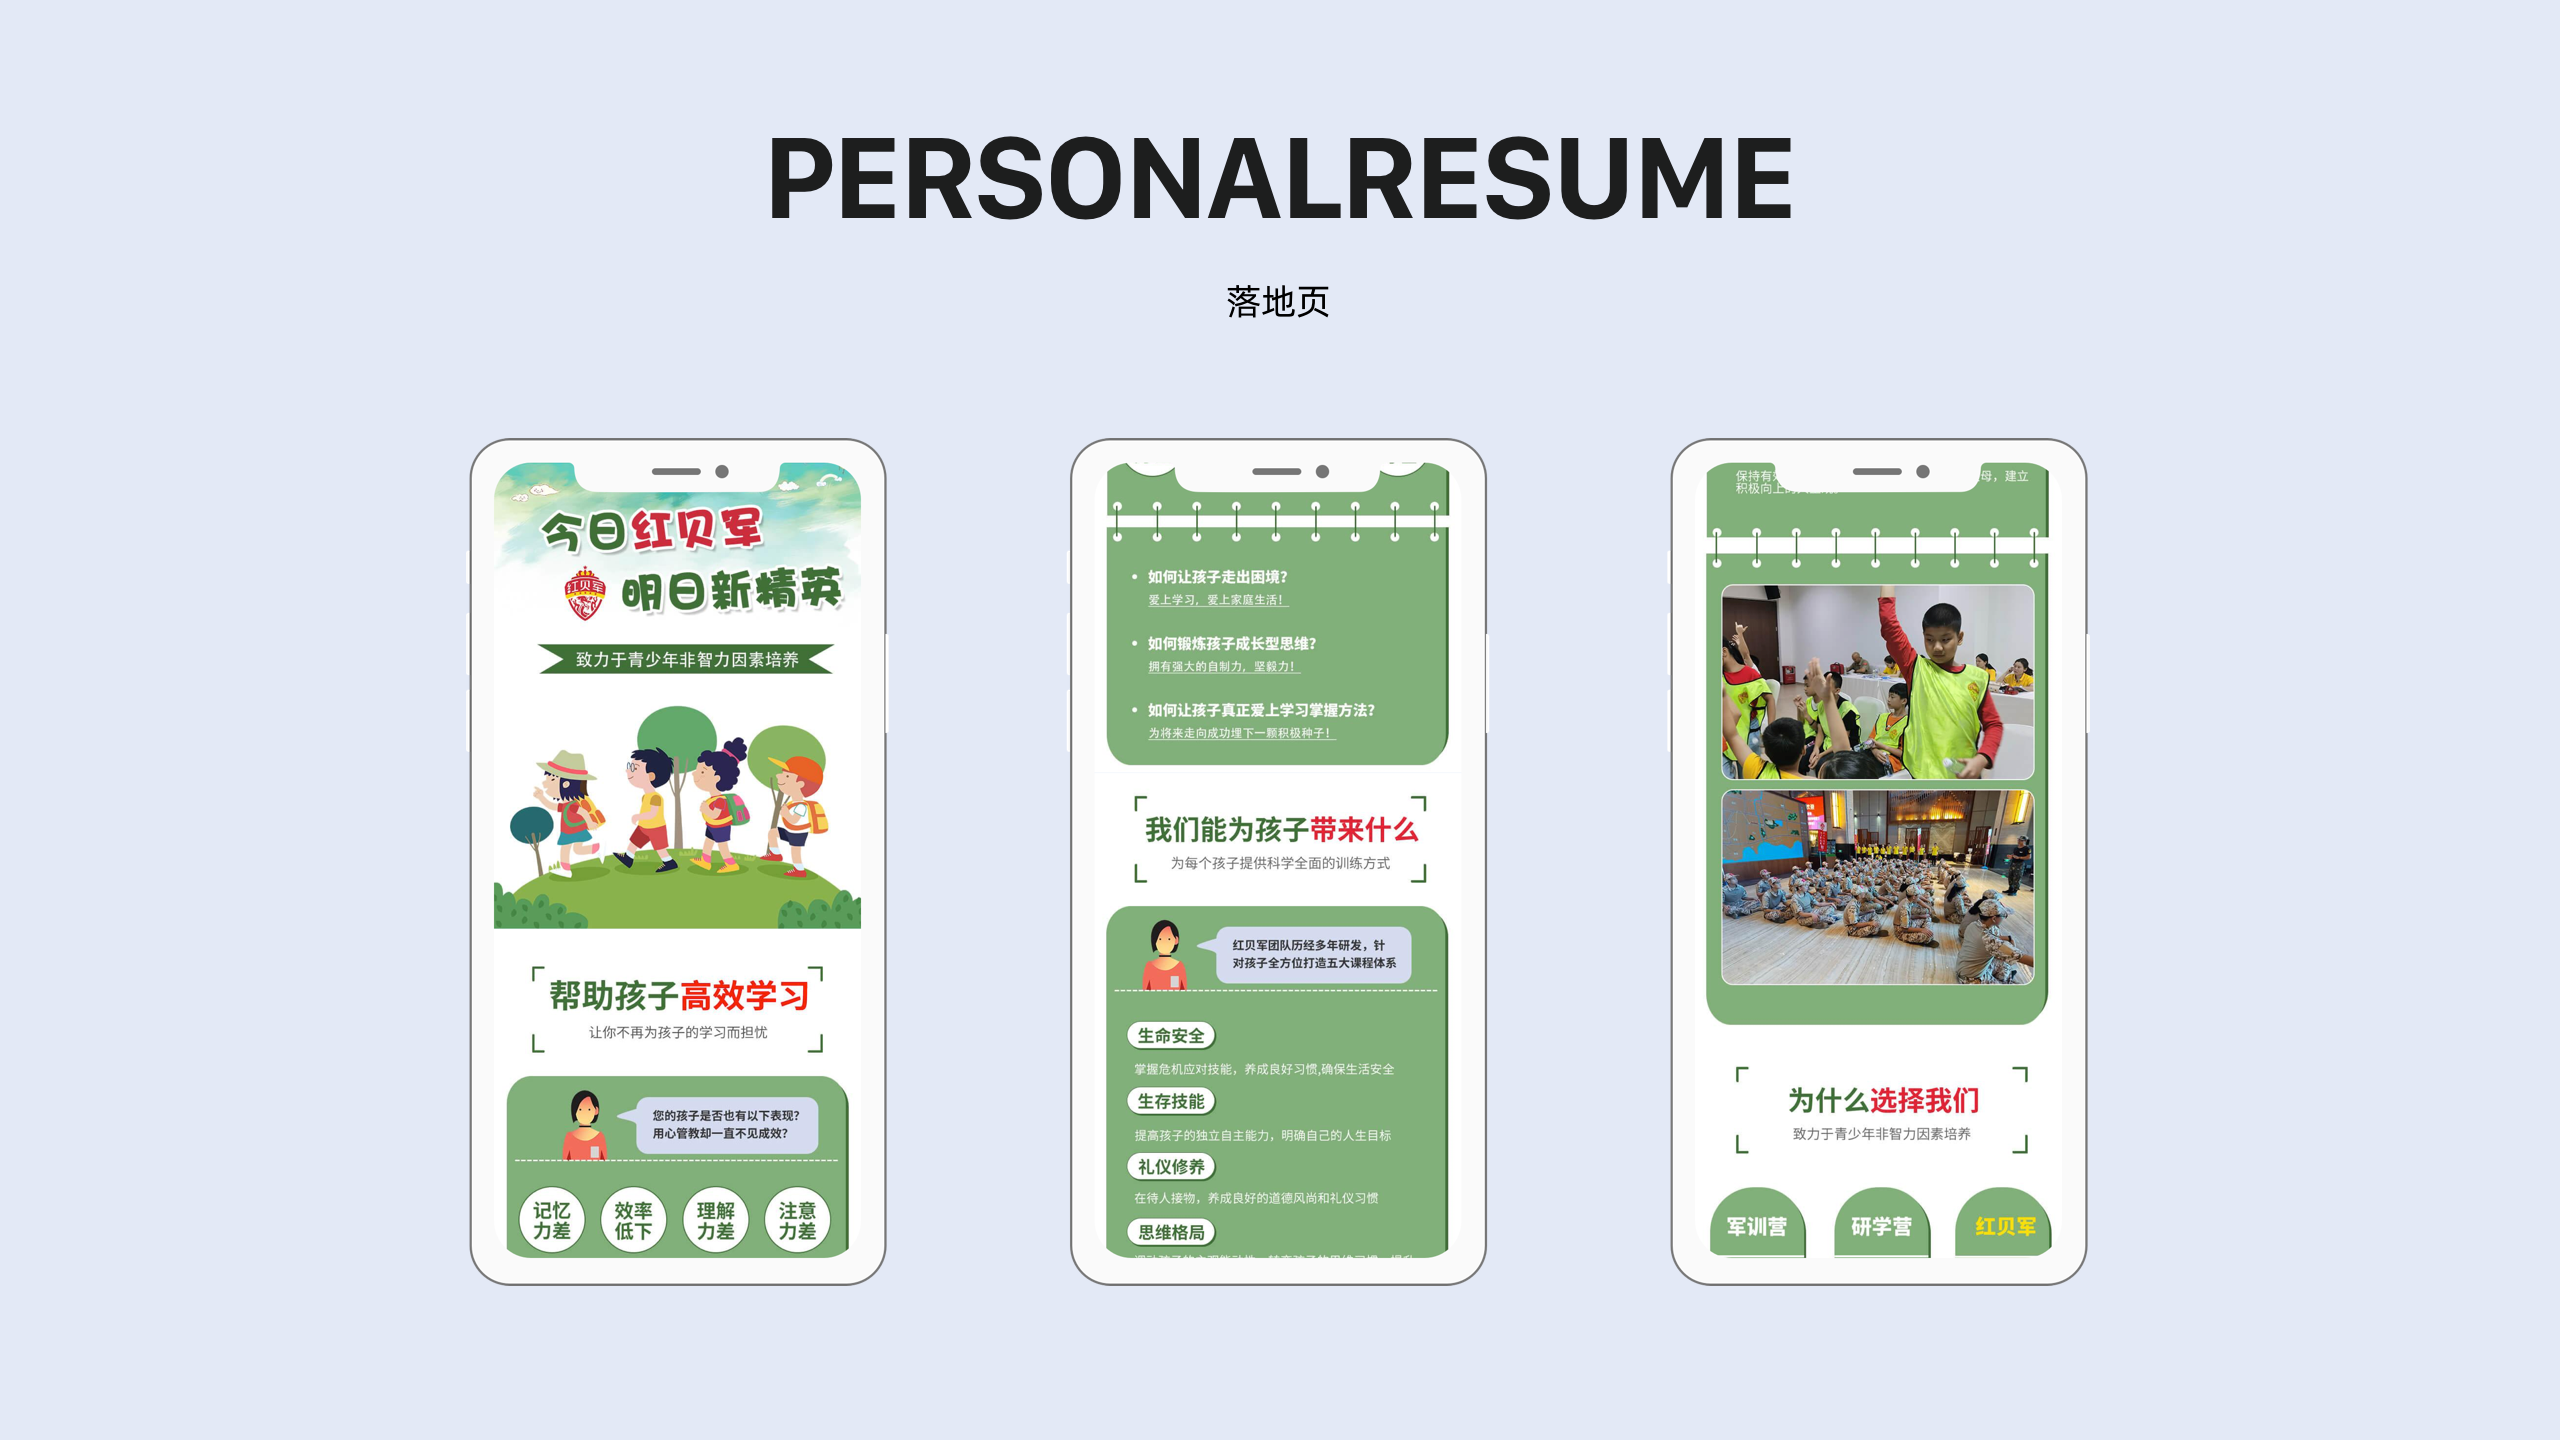 PERSONALRESUME
落地页
今日红贝军
红贝军
明日新精英
致力于青少年非智力因素培养
帮助孩子高效学习
让你不再为孩子的学习而担忧
您的孩子是否也有以下表现?
用心管教却一直不见成效?
记忆
力差
效率
低下
理解
力差
注意
力差
如何让孩子走出困境?
爱上学习, 爱上家庭生活!
如何锻炼孩子成长型思维?
拥有强大的自制力, 坚毅力!
如何让孩子真正爱上学习掌握方法?
为将来走向成功埋下一颗积极种子!
我们能为孩子带来什么
为每个孩子提供科学全面的训练方式
红贝军团队历经多年研发，针
对孩子全方位打造五大课程体系
生命安全
掌握危机应对技能，养成良好习惯,确保生活安全
生存技能
提高孩子的独立自主能力，明确自己的人生目标
礼仪修养
在待人接物，养成良好的道德风尚和礼仪习惯
思维格局
保持有 母，建立
积极向上
为什么选择我们
致力于青少年非智力因素培养
军训营
研学营
红贝军